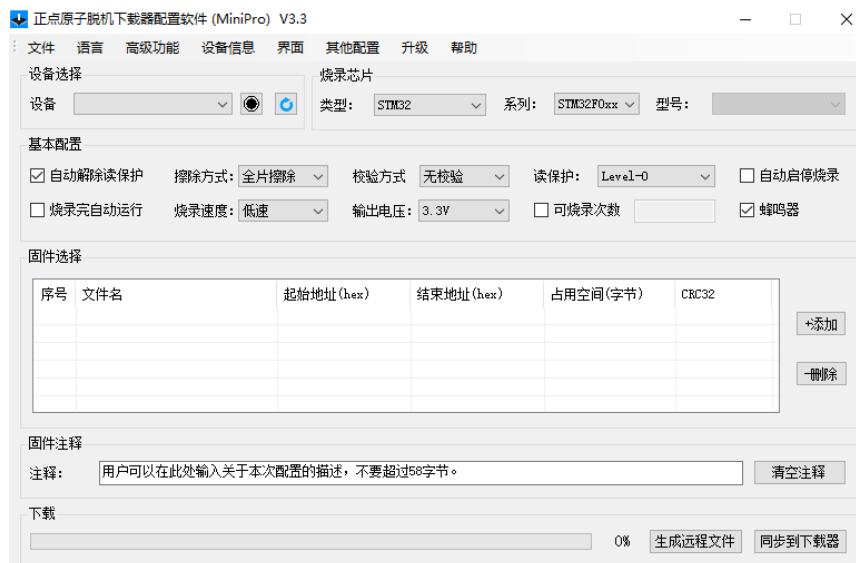 正点原子脱机下载器配置软件 (MiniPro) V3.3
文件 语言 高级功能 设备信息 界面 其他配置 升级 帮助
设备选择 烧录芯片
设备 类型: STM32 系列: STM32F0xx 型号:
基本配置
自动解除读保护 擦除方式: 全片擦除 校验方式 无校验 读保护: Level-0 自动启停烧录
烧录完自动运行 烧录速度: 低速 输出电压: 3.3V 可烧录次数 蜂鸣器
固件选择
序号 文件名 起始地址(hex) 结束地址(hex) 占用空间(字节) CRC32
+添加
-删除
固件注释
注释: 用户可以在此处输入关于本次配置的描述，不要超过58字节。 清空注释
下载
0% 生成远程文件 同步到下载器